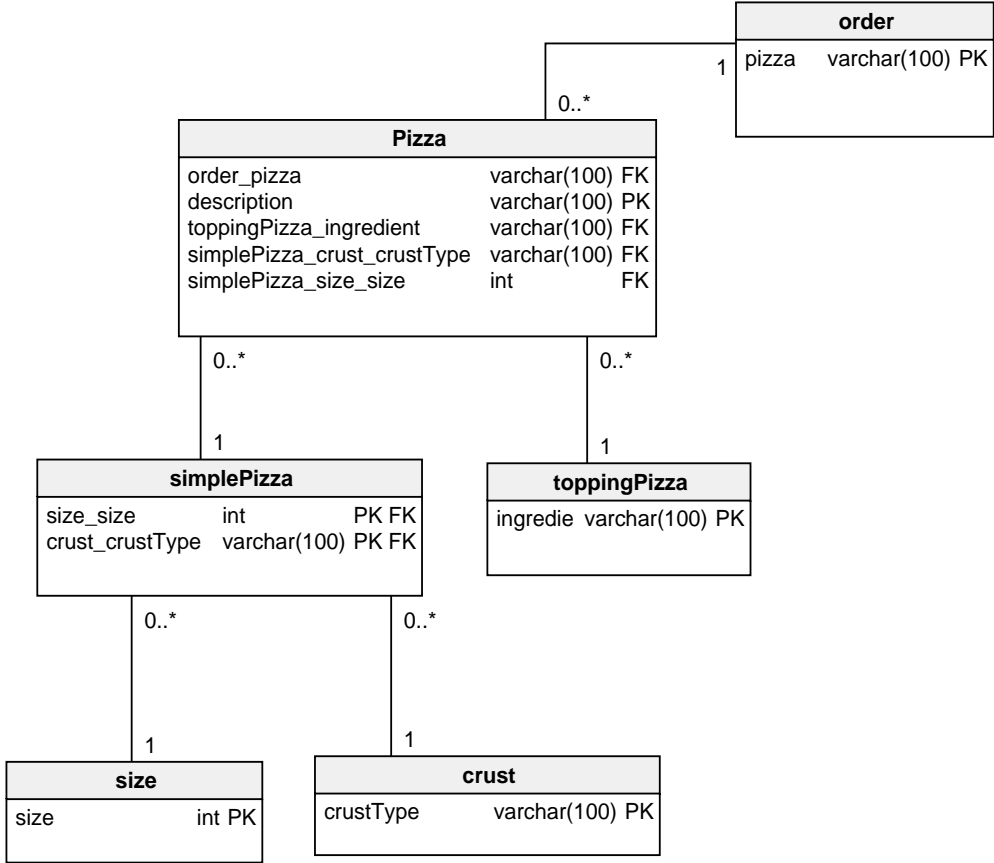 order
pizza varchar(100) PK
1
0..*
Pizza
order_pizza varchar(100) FK
description varchar(100) PK
toppingPizza_ingredient varchar(100) FK
simplePizza_crust_crustType varchar(100) FK
simplePizza_size_size int FK
0..* 0..*
1 1
simplePizza toppingPizza
size_size int PK FK
crust_crustType varchar(100) PK FK
ingredie varchar(100) PK
0..* 0..*
1 1
size
size int PK
crust
crustType varchar(100) PK